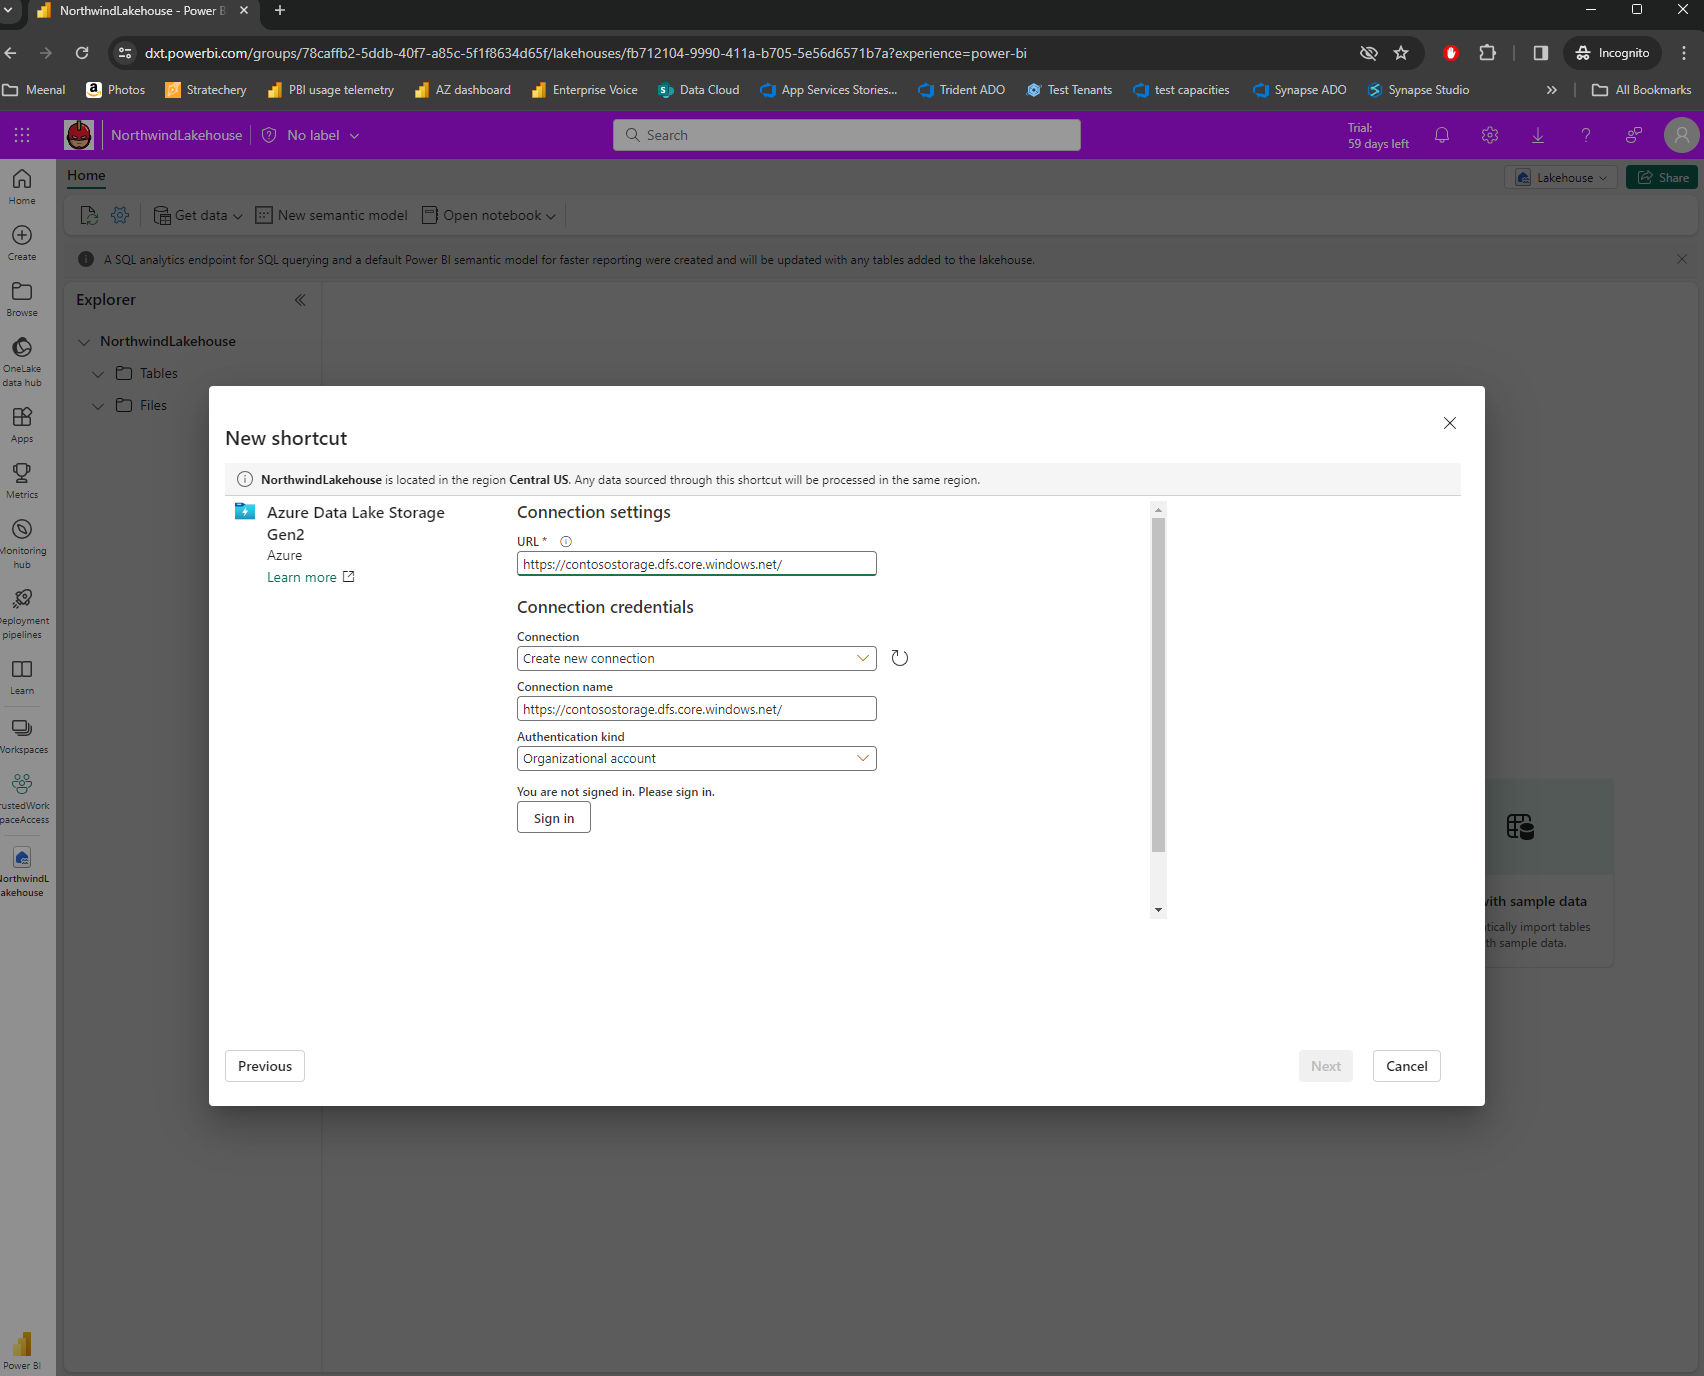 NorthwindLakehouse - Power B
dxt.powerbi.com/groups/78caffb2-5ddb-40f7-a85c-5f1f8634d65f/lakehouses/fb712104-9990-411a-b705-5e56d6571b7a?experience=power-bi
Incognito
Meenal
Photos
Stratechery
PBI usage telemetry
AZ dashboard
Enterprise Voice
Data Cloud
App Services Stories...
Trident ADO
Test Tenants
test capacities
Synapse ADO
Synapse Studio
All Bookmarks
NorthwindLakehouse
No label
Search
Trial:
59 days left
Home
Lakehouse
Share
Get data
New semantic model
Open notebook
A SQL analytics endpoint for SQL querying and a default Power BI semantic model for faster reporting were created and will be updated with any tables added to the lakehouse.
Home
Create
Browse
OneLake
data hub
Apps
Metrics
Monitoring
hub
eployment
pipelines
Learn
Workspaces
rustedWork
paceAccess
NorthwindL
akehouse
Power BI
Explorer
NorthwindLakehouse
Tables
Files
New shortcut
NorthwindLakehouse is located in the region Central US. Any data sourced through this shortcut will be processed in the same region.
Azure Data Lake Storage
Gen2
Azure
Learn more
Connection settings
URL *
https://contosostorage.dfs.core.windows.net/
Connection credentials
Connection
Create new connection
Connection name
https://contosostorage.dfs.core.windows.net/
Authentication kind
Organizational account
You are not signed in. Please sign in.
Sign in
Previous
Next
Cancel
with sample data
tically import tables
th sample data.